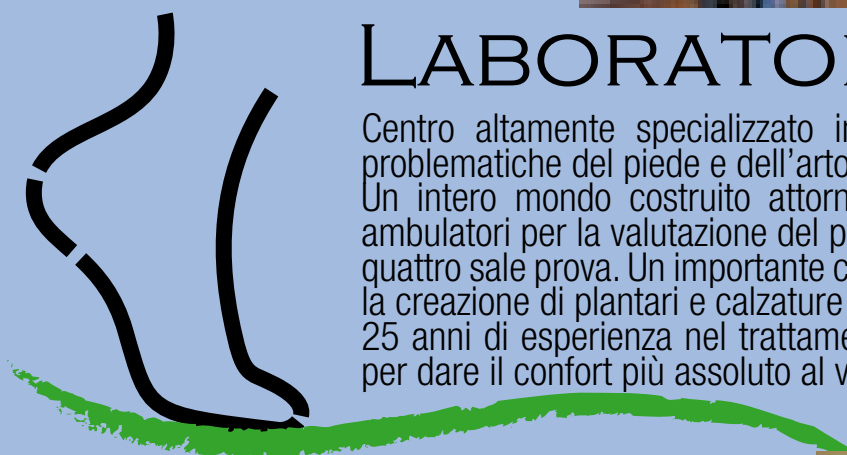 LABORATO
Centro altamente specializzato i
problematiche del piede e dell'arto
Un intero mondo costruito attorn
ambulatori per la valutazione del p
quattro sale prova. Un importante c
la creazione di plantari e calzature
25 anni di esperienza nel trattame
per dare il confort più assoluto al v